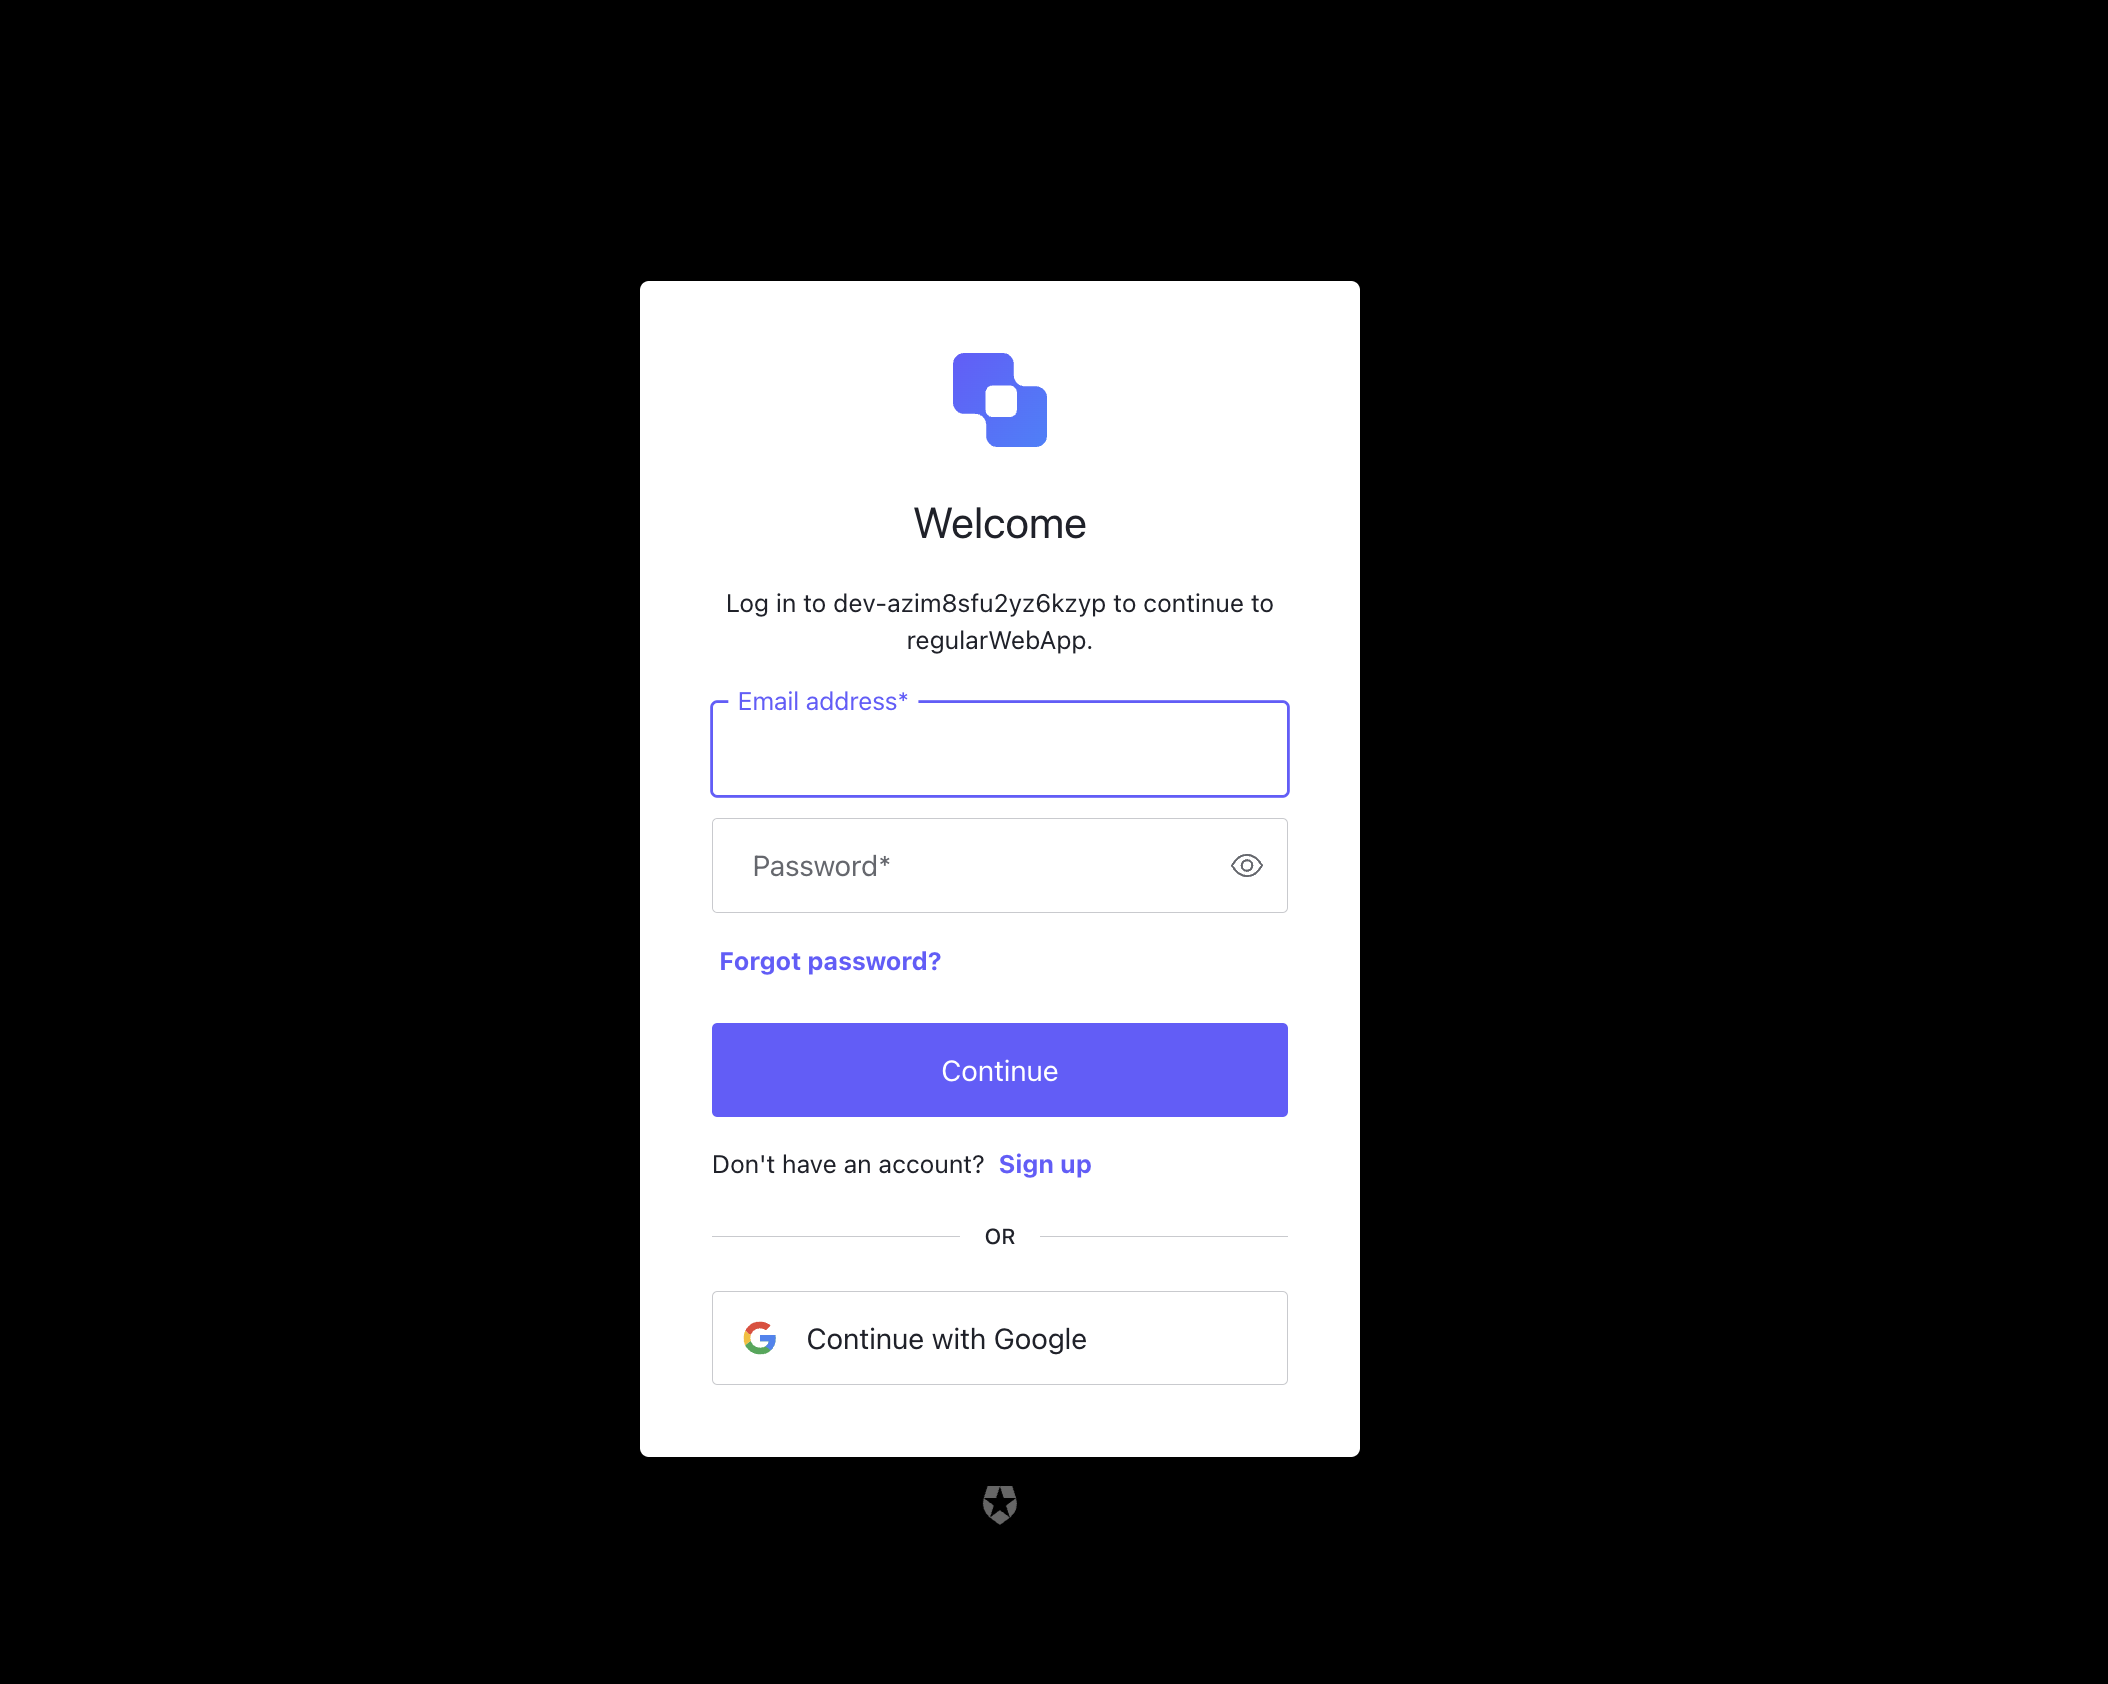 Welcome
Log in to dev-azim8sfu2yz6kzyp to continue to
regularWebApp.
Email address*
Password*
Forgot password?
Continue
Don't have an account? Sign up
OR
Continue with Google